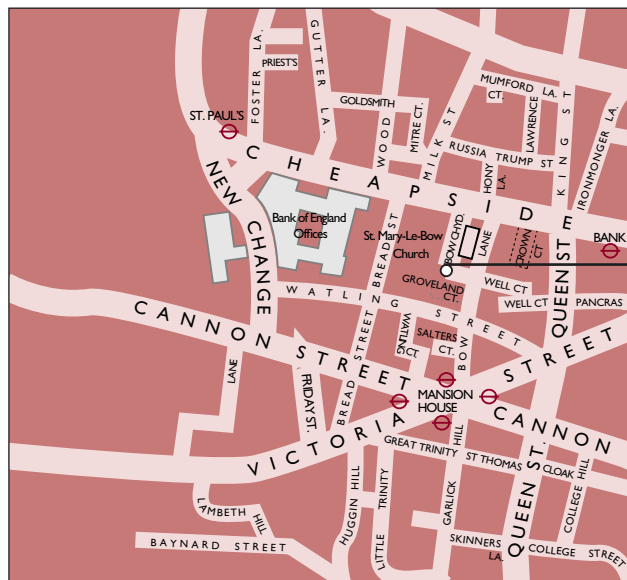 FOSTER LA.
PRIEST'S
GUTTER LA.
GOLDSMITH
WOOD
MITRE CT.
MILK ST
MUMFORD LA.
CT.
LAWRENCE
KING ST
IRONMONGER LA.
ST. PAUL'S
RUSSIA
TRUMP ST
HONY LA.
CHEAPSIDE
NEW CHANGE
Bank of England
Offices
St. Mary-Le-Bow
Church
BOW CHYD.
LANE
CROWN CT
BANK
BREAD ST
GROVELAND
CT.
WELL CT
WELL CT
PANCRAS
QUEEN ST
WATLING STREET
WATLING CT.
SALTERS
CT.
BOW
CANNON STREET
BREAD STREET
LANE
FRIDAY ST.
MANSION
HOUSE
VICTORIA
STREET
CANNON
GREAT TRINITY
ST THOMAS
CLOAK
HILL
GARLICK
HUGGIN HILL
LITTLE TRINITY
QUEEN ST.
COLLEGE HILL
LAMBETH
HILL
BAYNARD STREET
SKINNERS
LA.
COLLEGE STREET